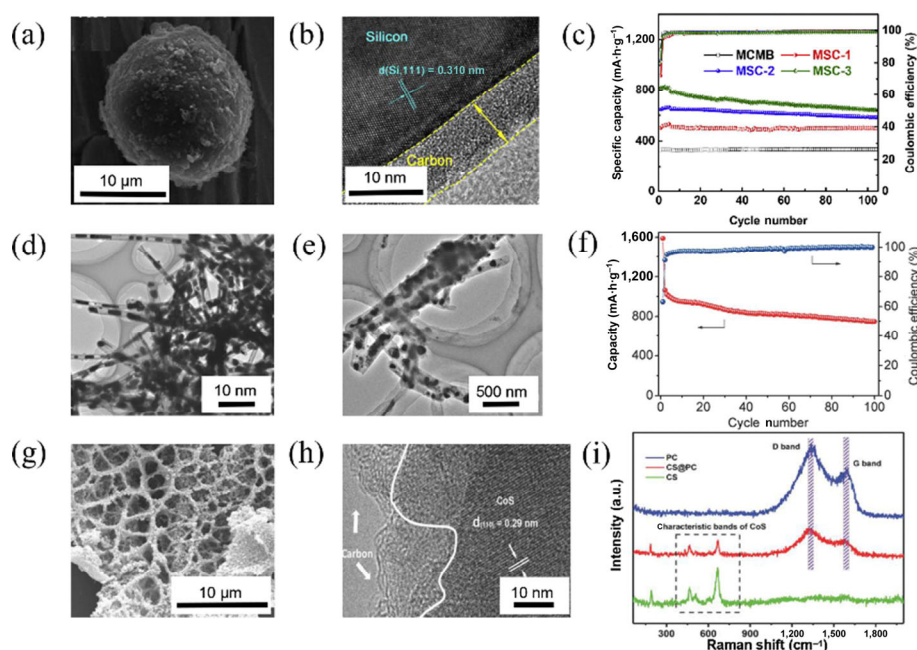 (a)
10 μm
(b)
Silicon
d(Si.111) = 0.310 nm
Carbon
10 nm
(c)
Specific capacity (mA·h·g⁻¹)
1,200
800
600
400
0
MCMB
MSC-1
MSC-2
MSC-3
0 20 40 60 80 100
Cycle number
100
80
60
40
20
0
Coulombic efficiency (%)
(d)
10 nm
(e)
500 nm
(f)
Capacity (mA·h·g⁻¹)
1,600
1,200
800
400
0
0 20 40 60 80 100
Cycle number
100
80
60
40
20
0
Coulombic efficiency (%)
(g)
10 μm
(h)
Carbon
CoS
= 0.29 nm
10 nm
(i)
Intensity (a.u.)
PC
CS@PC
CS
D band
G band
Characteristic bands of CoS
300 600 900 1,200 1,500 1,800
Raman shift (cm⁻¹)